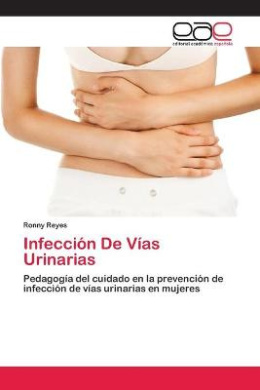 eae
editorial académica española
Ronny Reyes
Infección De Vías
Urinarias
Pedagogía del cuidado en la prevención de
infección de vías urinarias en mujeres